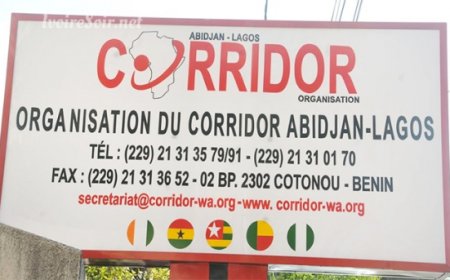 IvoireSoir.net
ABIDJAN - LAGOS
CORRIDOR
ORGANISATION
ORGANISATION DU CORRIDOR ABIDJAN-LAGOS
TÉL : (229) 21 31 35 79/91 - (229) 21 31 01 70
FAX : (229) 21 31 36 52 - 02 BP. 2302 COTONOU - BENIN
secretariat@corridor-wa.org-www. corridor-wa.org